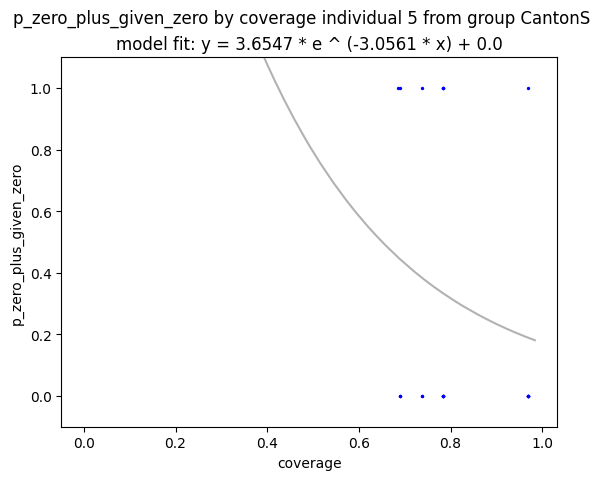 p_zero_plus_given_zero by coverage individual 5 from group CantonS
model fit: y = 3.6547 * e ^ (-3.0561 * x) + 0.0
1.0
0.8
0.6
0.4
0.2
0.0
p_zero_plus_given_zero
0.0 0.2 0.4 0.6 0.8 1.0
coverage